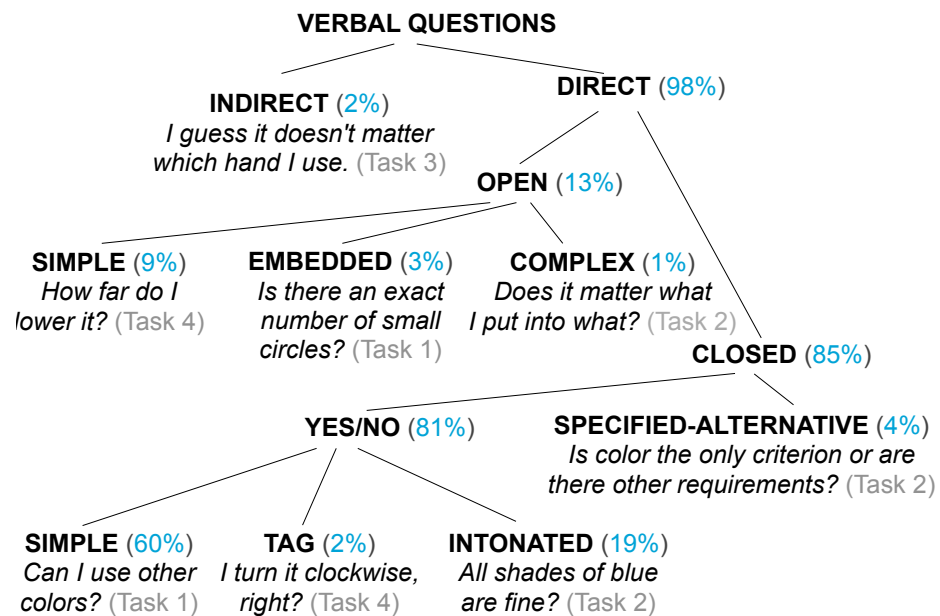 VERBAL QUESTIONS
INDIRECT (2%)
I guess it doesn't matter
which hand I use. (Task 3)
DIRECT (98%)
OPEN (13%)
SIMPLE (9%)
How far do I
lower it? (Task 4)
EMBEDDED (3%)
Is there an exact
number of small
circles? (Task 1)
COMPLEX (1%)
Does it matter what
I put into what? (Task 2)
CLOSED (85%)
YES/NO (81%)
SPECIFIED-ALTERNATIVE (4%)
Is color the only criterion or are
there other requirements? (Task 2)
SIMPLE (60%)
Can I use other
colors? (Task 1)
TAG (2%)
I turn it clockwise,
right? (Task 4)
INTONATED (19%)
All shades of blue
are fine? (Task 2)